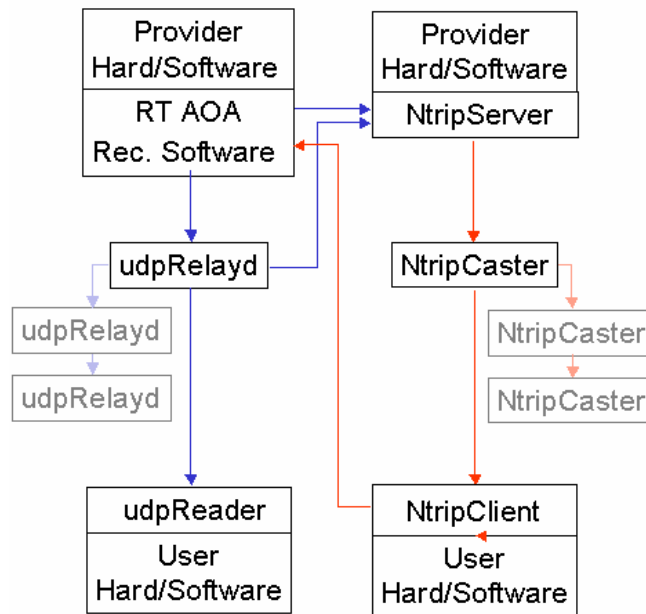 Provider
Hard/Software
RT AOA
Rec. Software
Provider
Hard/Software
NtripServer
udpRelayd
NtripCaster
udpRelayd
udpRelayd
NtripCaster
NtripCaster
udpReader
User
Hard/Software
NtripClient
User
Hard/Software